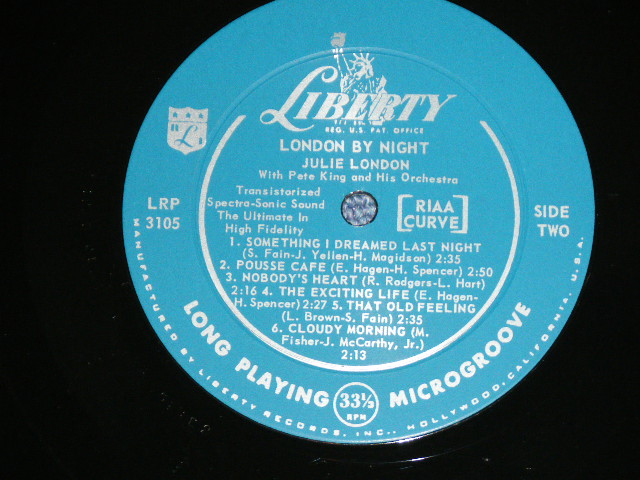 LIBERTY
REG. U.S. PAT. OFFICE
"L"
LONDON BY NIGHT
JULIE LONDON
With Pete King and His Orchestra
LRP
3105
Transistorized
Spectra-Sonic Sound
The Ultimate In
High Fidelity
RIAA
CURVE
SIDE
TWO
1. SOMETHING I DREAMED LAST NIGHT
(S. Fain-J. Yellen-H. Magidson) 2:35
2. POUSSE CAFE (E. Hagen-H. Spencer) 2:50
3. NOBODY'S HEART (R. Rodgers-L. Hart)
2:16 4. THE EXCITING LIFE (E. Hagen-
H. Spencer) 2:27 5. THAT OLD FEELING
(L. Brown-S. Fain) 2:35
6. CLOUDY MORNING (M.
Fisher-J. McCarthy, Jr.)
2:13
LONG PLAYING 33⅓ RPM MICROGROOVE
MANUFACTURED BY LIBERTY RECORDS, INC., HOLLYWOOD, CALIFORNIA, U.S.A.